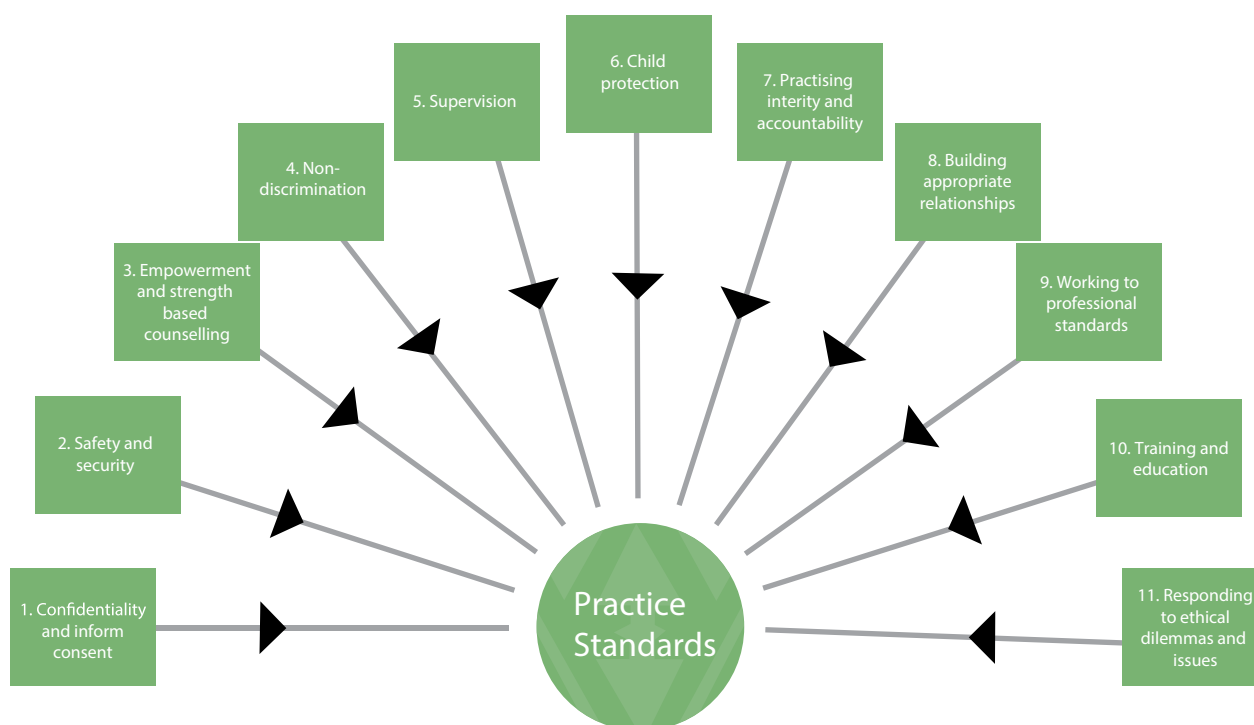 1. Confidentiality
and inform
consent
2. Safety and
security
3. Empowerment
and strength
based
counselling
4. Non-
discrimination
5. Supervision
6. Child
protection
7. Practising
interity and
accountability
8. Building
appropriate
relationships
9. Working to
professional
standards
10. Training and
education
11. Responding
to ethical
dilemmas and
issues
Practice
Standards